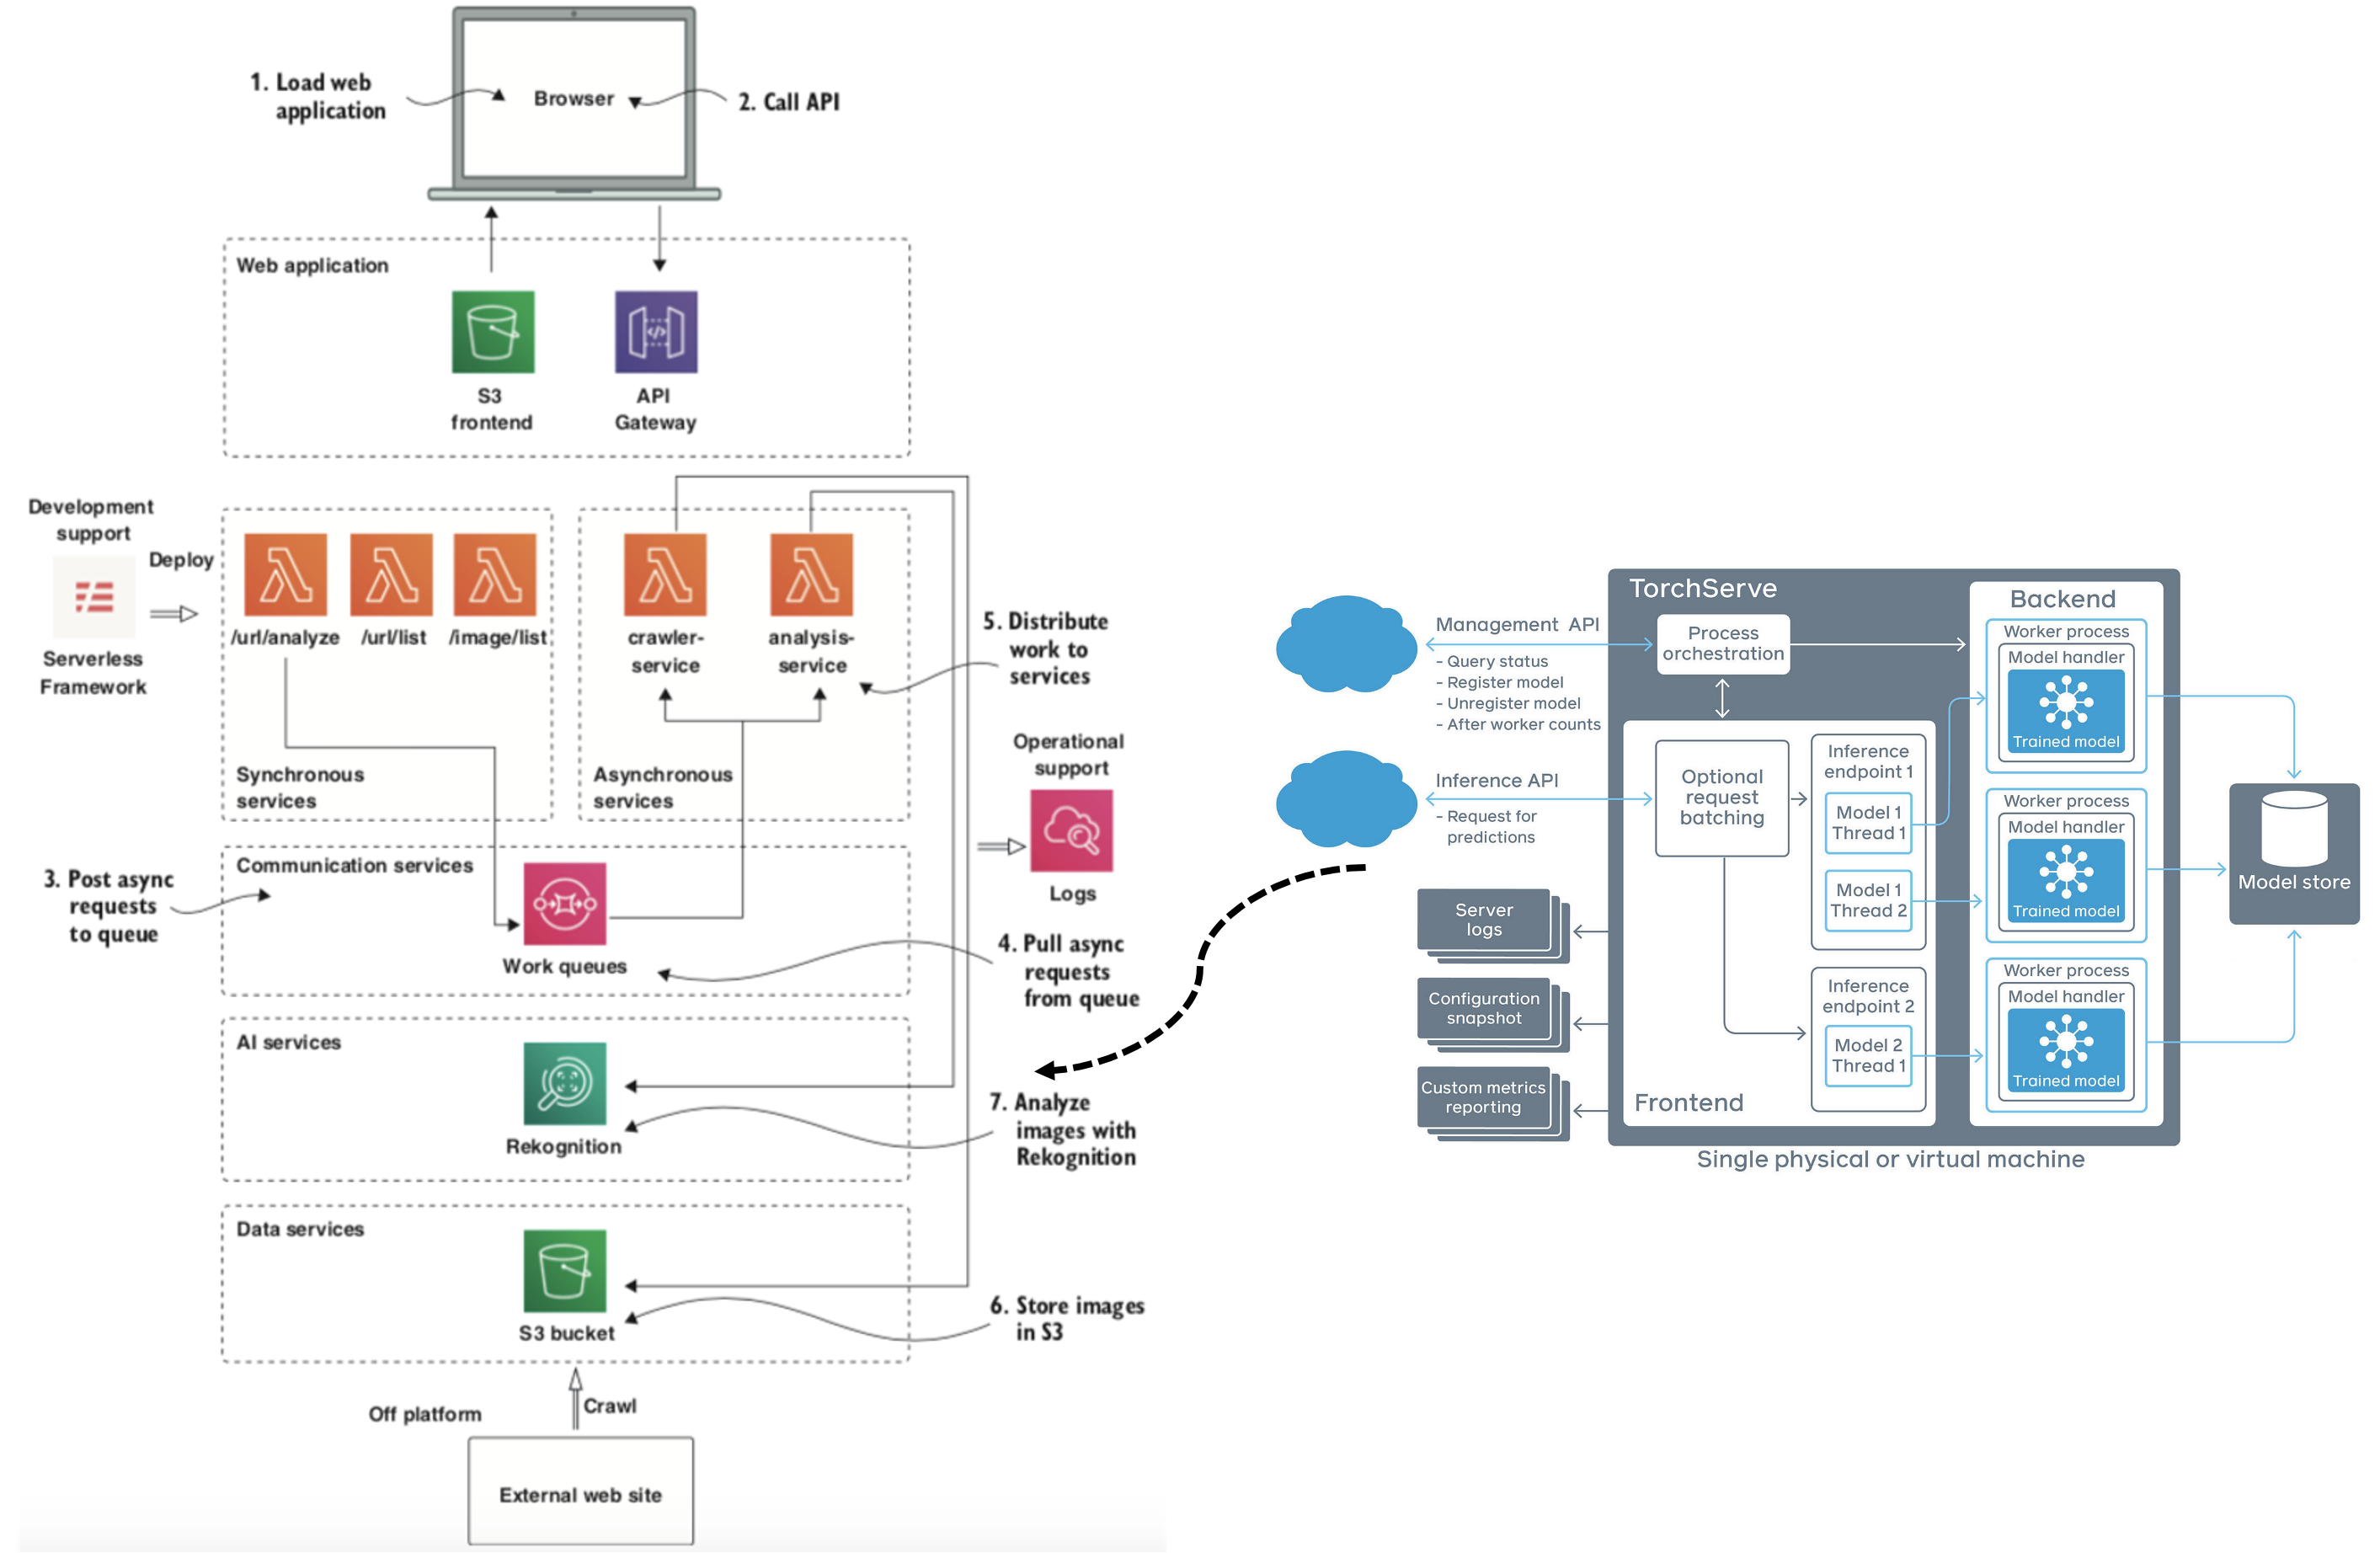 1. Load web
application
Browser
2. Call API
Web application
S3
frontend
API
Gateway
Development
support
Deploy
Serverless
Framework
/url/analyze
/url/list
/image/list
Synchronous
services
crawler-
service
analysis-
service
Asynchronous
services
5. Distribute
work to
services
Operational
support
Logs
3. Post async
requests
to queue
Communication services
Work queues
4. Pull async
requests
from queue
AI services
Rekognition
7. Analyze
images with
Rekognition
Data services
S3 bucket
6. Store images
in S3
Off platform
Crawl
External web site
Management API
- Query status
- Register model
- Unregister model
- After worker counts
Inference API
- Request for
predictions
Server
logs
Configuration
snapshot
Custom metrics
reporting
TorchServe
Process
orchestration
Optional
request
batching
Inference
endpoint 1
Model 1
Thread 1
Model 1
Thread 2
Inference
endpoint 2
Model 2
Thread 1
Frontend
Backend
Worker process
Model handler
Trained model
Worker process
Model handler
Trained model
Worker process
Model handler
Trained model
Model store
Single physical or virtual machine